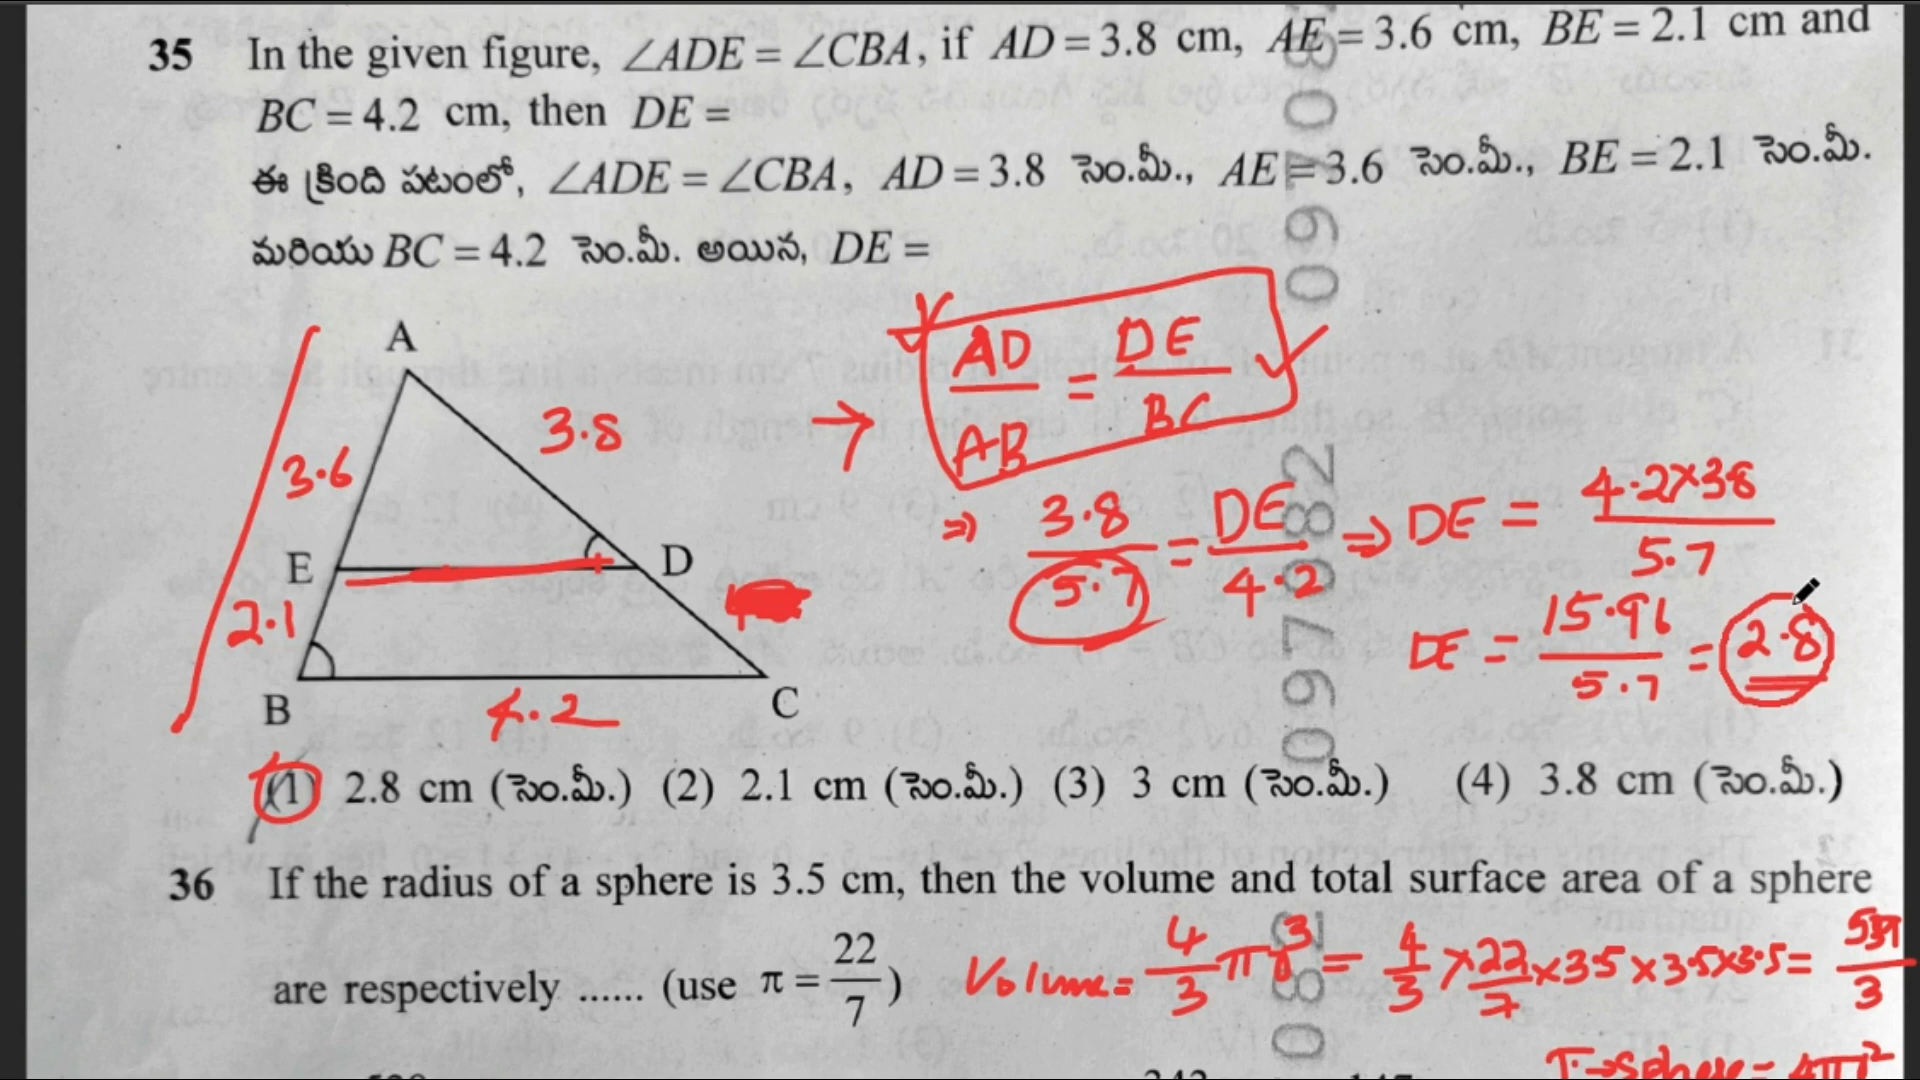 35 In the given figure, ∠ADE = ∠CBA, if AD = 3.8 cm, AE = 3.6 cm, BE = 2.1 cm and
BC = 4.2 cm, then DE =
ఈ క్రింది పటంలో, ∠ADE = ∠CBA, AD = 3.8 సెం.మీ., AE = 3.6 సెం.మీ., BE = 2.1 సెం.మీ.
మరియు BC = 4.2 సెం.మీ. అయిన, DE =
A
3.6
3.8
E
D
2.1
B
4.2
C
→ AD/AB = DE/BC
⇒ 3.8/5.7 = DE/4.2 ⇒ DE = 4.2×3.8/5.7
DE = 15.96/5.7 = 2.8
(1) 2.8 cm (సెం.మీ.) (2) 2.1 cm (సెం.మీ.) (3) 3 cm (సెం.మీ.) (4) 3.8 cm (సెం.మీ.)
36 If the radius of a sphere is 3.5 cm, then the volume and total surface area of a sphere
are respectively ...... (use π = 22/7)
Volume = 4/3 πr³ = 4/3 × 22/7 × 3.5 × 3.5 × 3.5 = 539/3
= 4πr²
097082